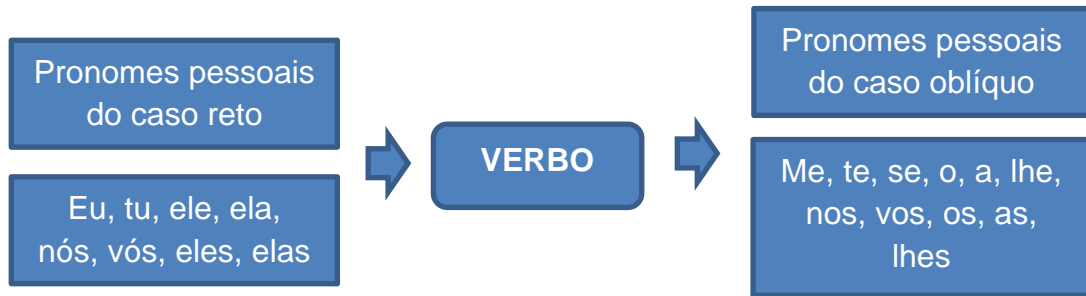 Pronomes pessoais
do caso reto
Eu, tu, ele, ela,
nós, vós, eles, elas
VERBO
Pronomes pessoais
do caso oblíquo
Me, te, se, o, a, lhe,
nos, vos, os, as,
lhes